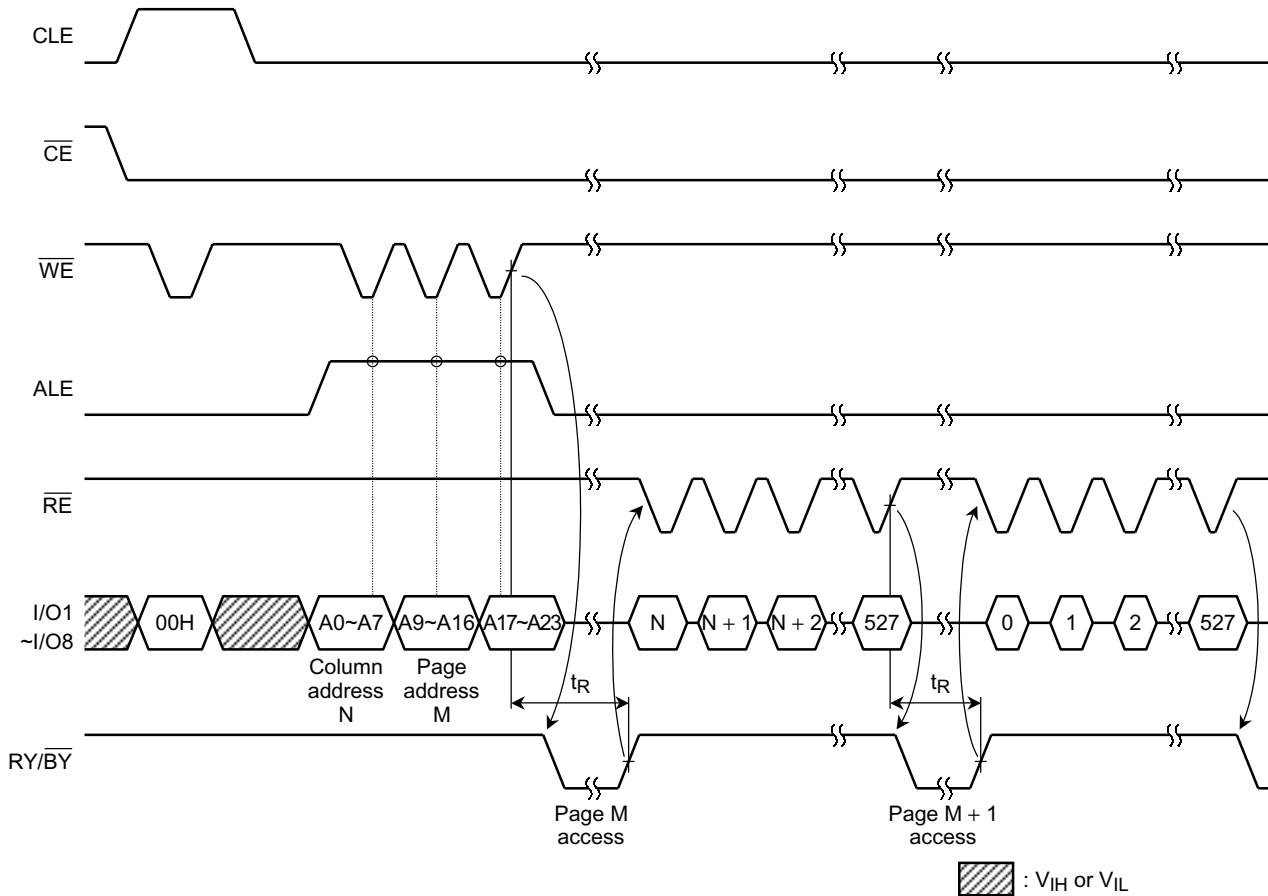 CLE
CE
WE
ALE
RE
I/O1
~I/O8
00H
A0~A7
A9~A16
A17~A23
N
N + 1
N + 2
527
0
1
2
527
Column
address
N
Page
address
M
tR
tR
RY/BY
Page M
access
Page M + 1
access
: VIH or VIL